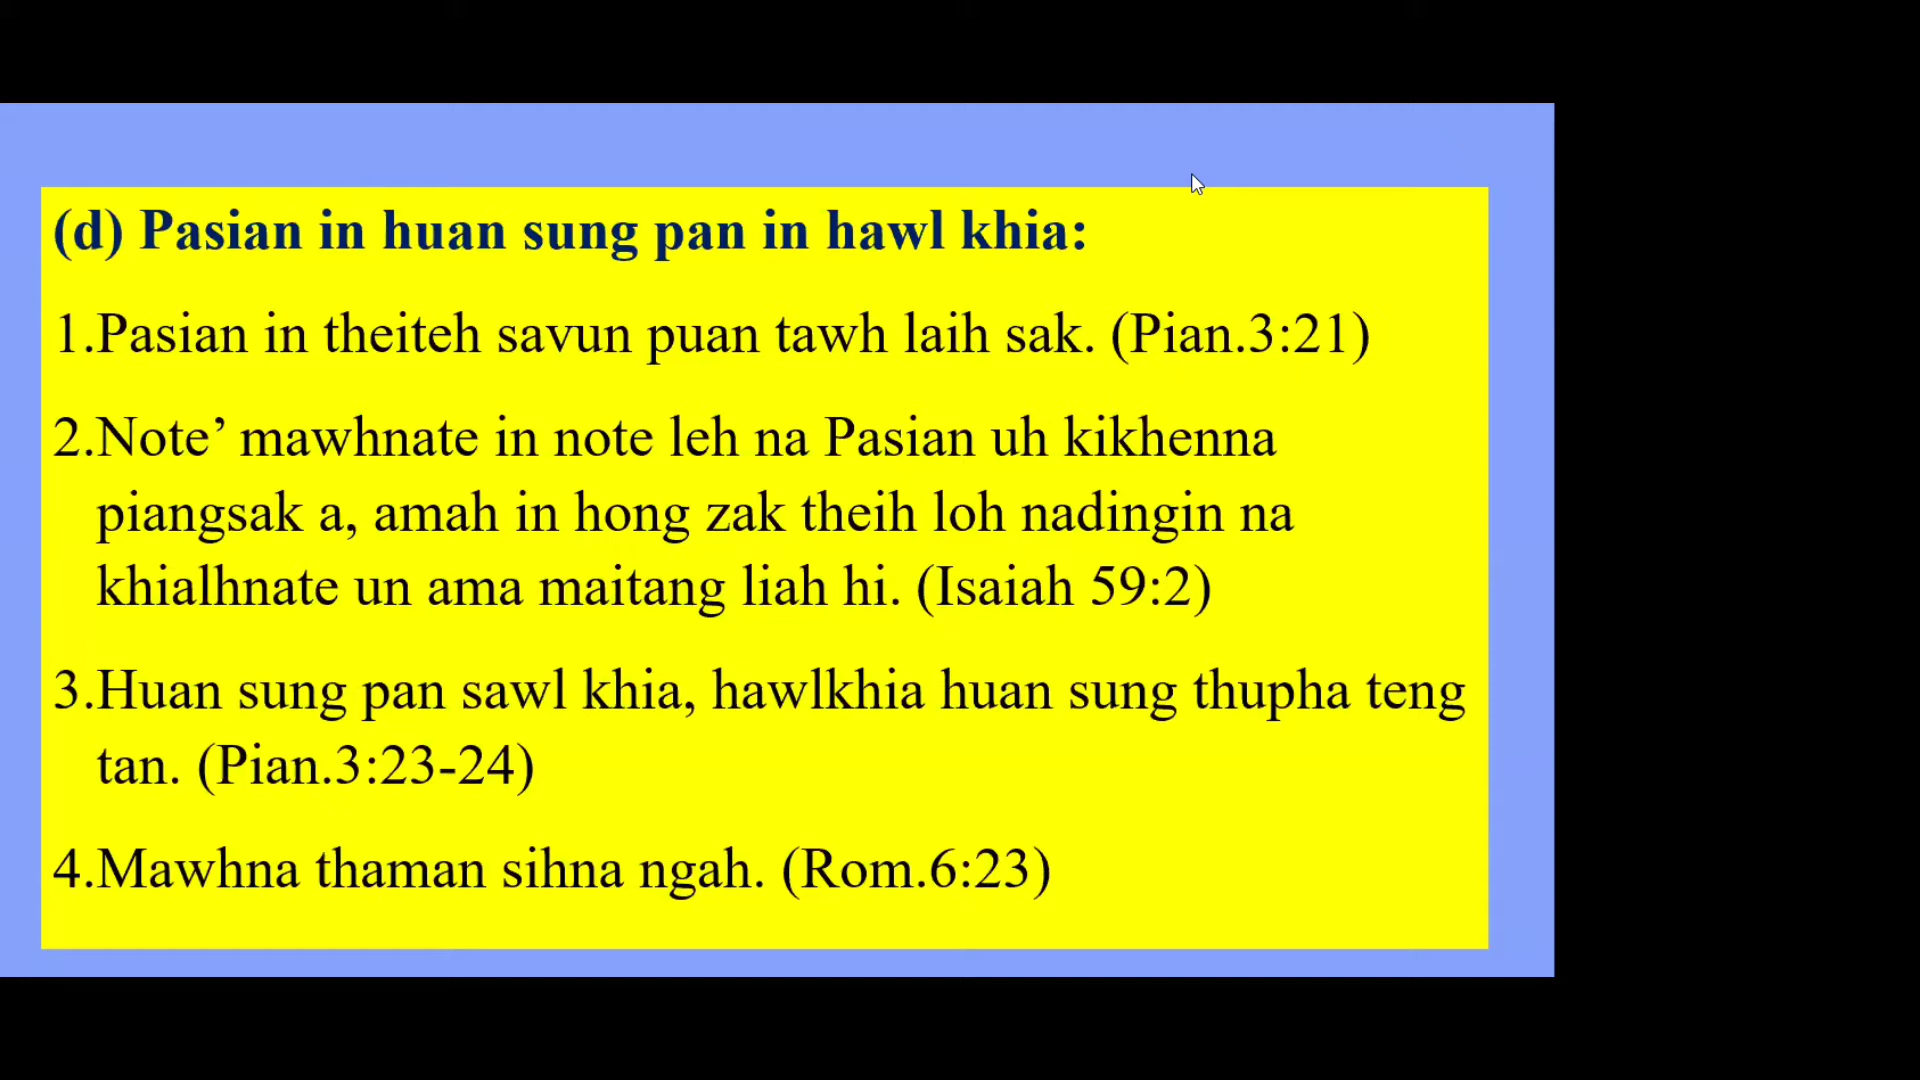 (d) Pasian in huan sung pan in hawl khia:
1.Pasian in theiteh savun puan tawh laih sak. (Pian.3:21)
2.Note’ mawhnate in note leh na Pasian uh kikhenna
piangsak a, amah in hong zak theih loh nadingin na
khialhnate un ama maitang liah hi. (Isaiah 59:2)
3.Huan sung pan sawl khia, hawlkhia huan sung thupha teng
tan. (Pian.3:23-24)
4.Mawhna thaman sihna ngah. (Rom.6:23)